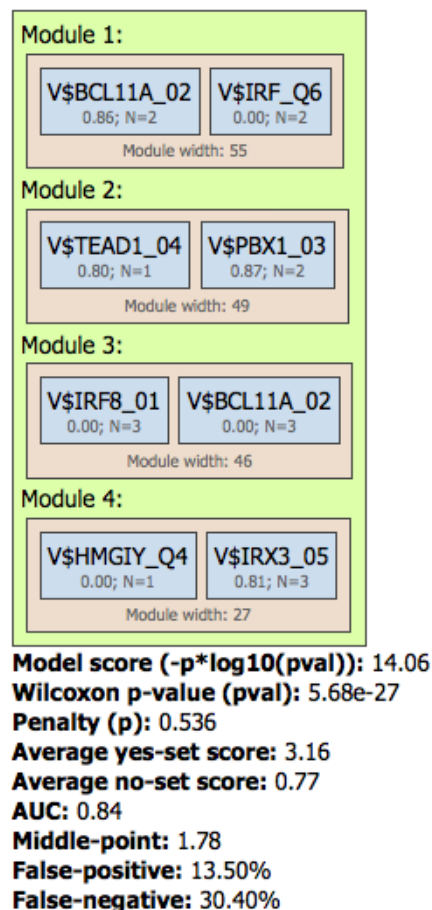 Module 1:
V$BCL11A_02 V$IRF_Q6
0.86; N=2 0.00; N=2
Module width: 55
Module 2:
V$TEAD1_04 V$PBX1_03
0.80; N=1 0.87; N=2
Module width: 49
Module 3:
V$IRF8_01 V$BCL11A_02
0.00; N=3 0.00; N=3
Module width: 46
Module 4:
V$HMGIY_Q4 V$IRX3_05
0.00; N=1 0.81; N=3
Module width: 27
Model score (-p*log10(pval)): 14.06
Wilcoxon p-value (pval): 5.68e-27
Penalty (p): 0.536
Average yes-set score: 3.16
Average no-set score: 0.77
AUC: 0.84
Middle-point: 1.78
False-positive: 13.50%
False-negative: 30.40%